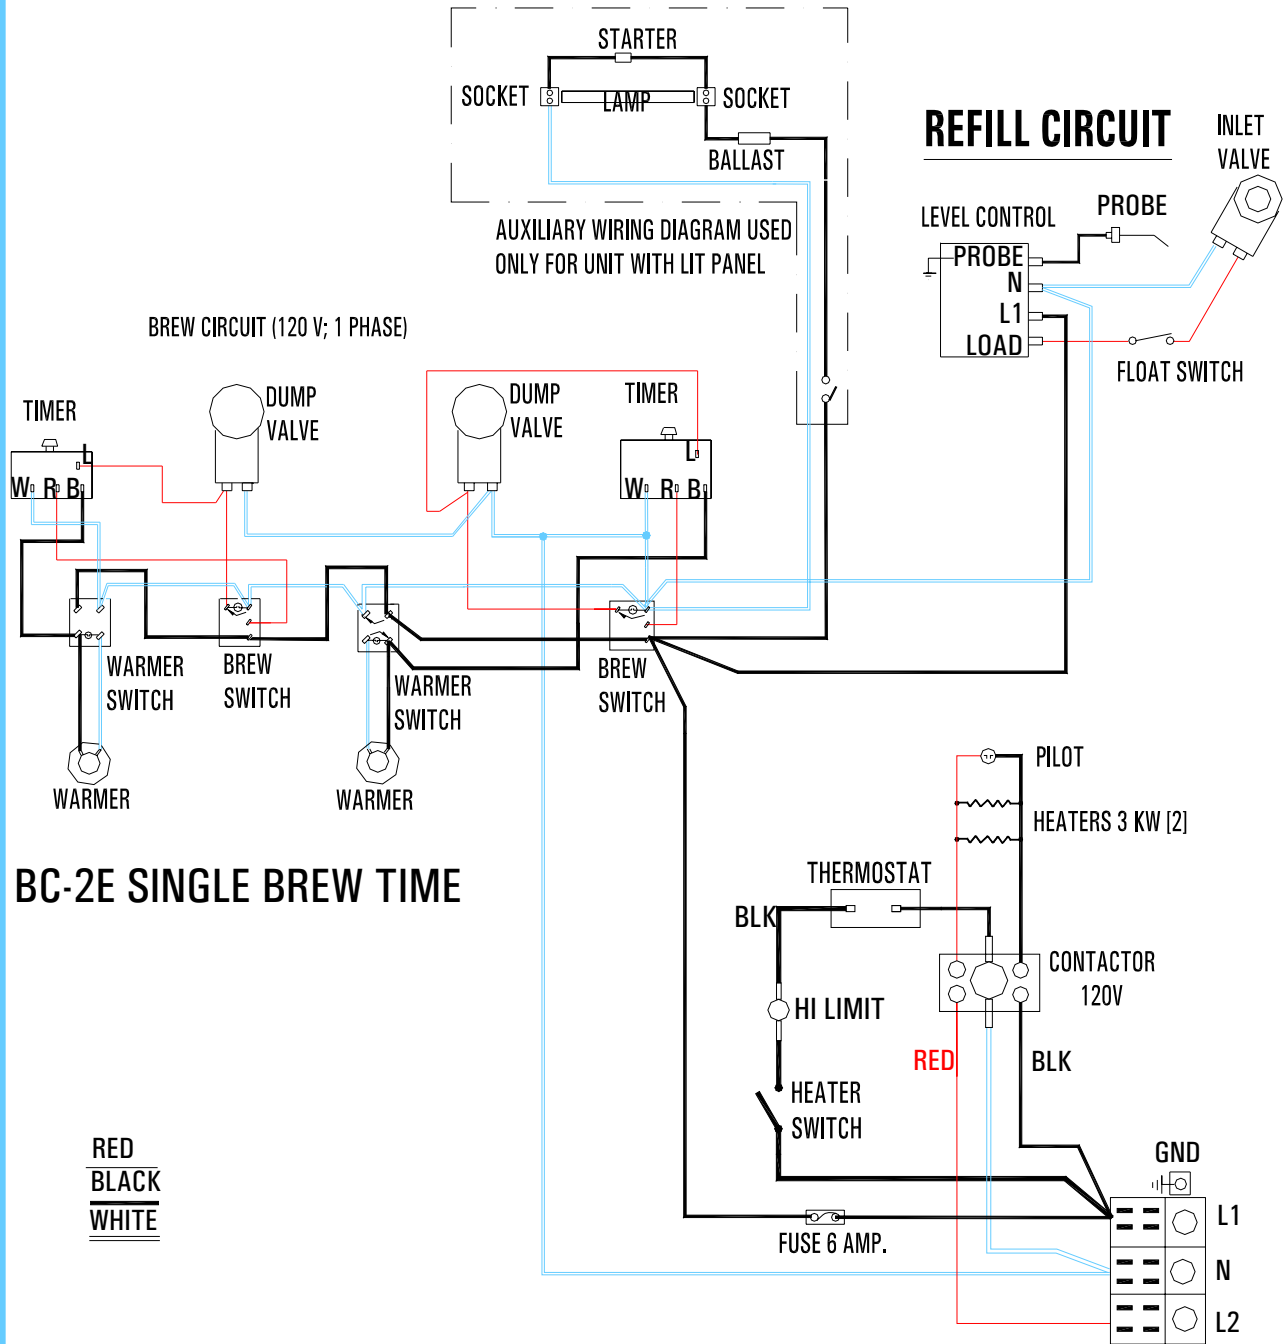 STARTER
SOCKET
LAMP
SOCKET
BALLAST
AUXILIARY WIRING DIAGRAM USED
ONLY FOR UNIT WITH LIT PANEL
REFILL CIRCUIT
INLET
VALVE
LEVEL CONTROL
PROBE
PROBE
N
L1
LOAD
FLOAT SWITCH
BREW CIRCUIT (120 V; 1 PHASE)
TIMER
L
W R B
DUMP
VALVE
DUMP
VALVE
TIMER
L
W R B
WARMER
SWITCH
BREW
SWITCH
WARMER
SWITCH
BREW
SWITCH
WARMER
WARMER
PILOT
HEATERS 3 KW [2]
BC-2E SINGLE BREW TIME
THERMOSTAT
BLK
CONTACTOR
120V
HI LIMIT
RED
BLK
HEATER
SWITCH
RED
BLACK
WHITE
GND
L1
FUSE 6 AMP.
N
L2